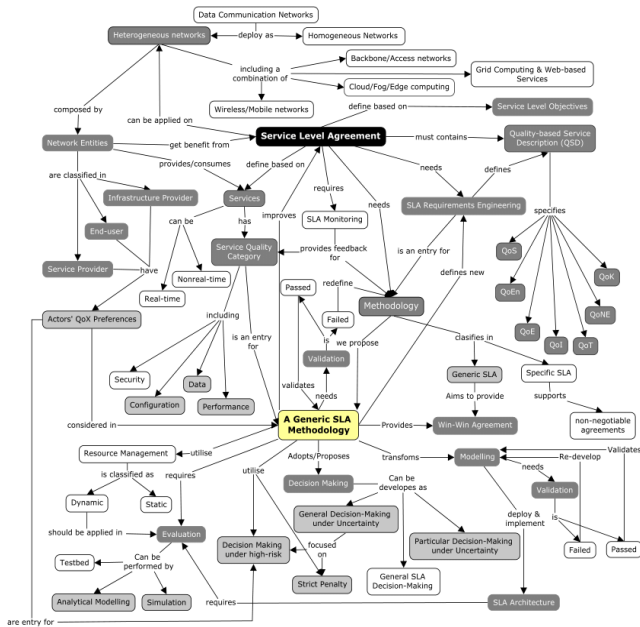 Data Communication Networks
Heterogeneous networks
deploy as
Homogeneous Networks
Backbone/Access networks
including a
combination of
Grid Computing & Web-based
Services
Cloud/Fog/Edge computing
Wireless/Mobile networks
composed by
can be applied on
define based on
Service Level Objectives
Service Level Agreement
Network Entities
get benefit from
must contains
Quality-based Service
Description (QSD)
provides/consumes
define based on
needs
defines
are classified in
requires
Infrastructure Provider
Services
needs
SLA Requirements Engineering
improves
SLA Monitoring
specifies
can be
has
End-user
Service Quality
Category
provides feedback
for
is an entry for
QoS
Service Provider
have
Nonreal-time
defines new
QoK
Real-time
Passed
redefine
QoEn
Methodology
Actors' QoX Preferences
including
Failed
QoNE
is an entry
for
is
we propose
clasifies in
QoE
QoI
QoT
Validation
Security
Data
Generic SLA
Specific SLA
validates
needs
Configuration
Performance
Aims to provide
supports
considered in
A Generic SLA
Methodology
Provides
Win-Win Agreement
non-negotiable
agreements
Resource Management
utilise
Adopts/Proposes
transfroms
Modelling
Validates
Re-develop
is classified as
requires
utilise
Decision Making
needs
Can be
developes as
Validation
Dynamic
Static
General Decision-Making
under Uncertainty
deploy &
implement
is
should be applied in
Evaluation
Decision Making
under high-risk
focused
on
Particular Decision-Making
under Uncertainty
Failed
Passed
Testbed
Can be
performed by
Strict Penalty
General SLA
Decision-Making
Analytical Modelling
Simulation
requires
SLA Architecture
are entry for